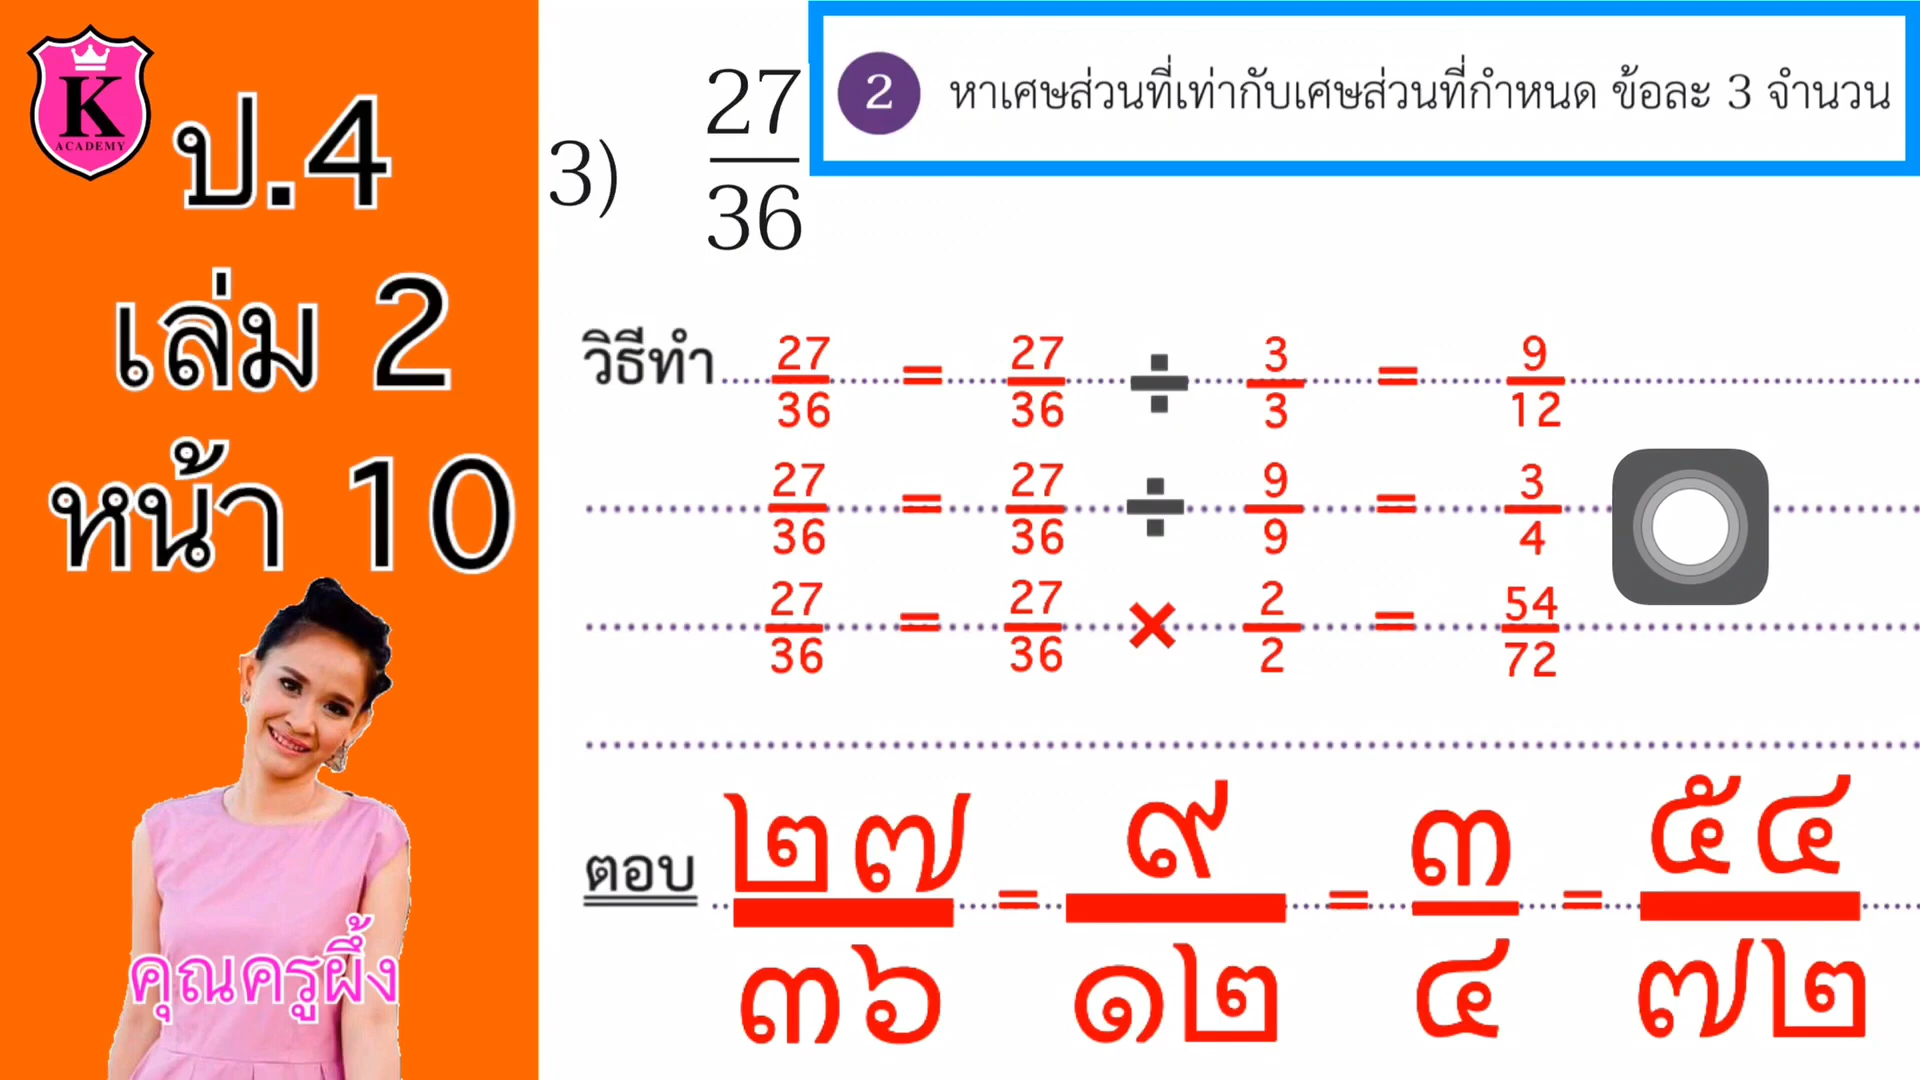 K
ACADEMY
ป.4
เล่ม 2
หน้า 10
คุณครูผึ้ง
2 หาเศษส่วนที่เท่ากับเศษส่วนที่กำหนด ข้อละ 3 จำนวน
3) 27/36
วิธีทำ 27/36 = 27/36 ÷ 3/3 = 9/12
27/36 = 27/36 ÷ 9/9 = 3/4
27/36 = 27/36 × 2/2 = 54/72
ตอบ ๒๗/๓๖ = ๙/๑๒ = ๓/๔ = ๕๔/๗๒